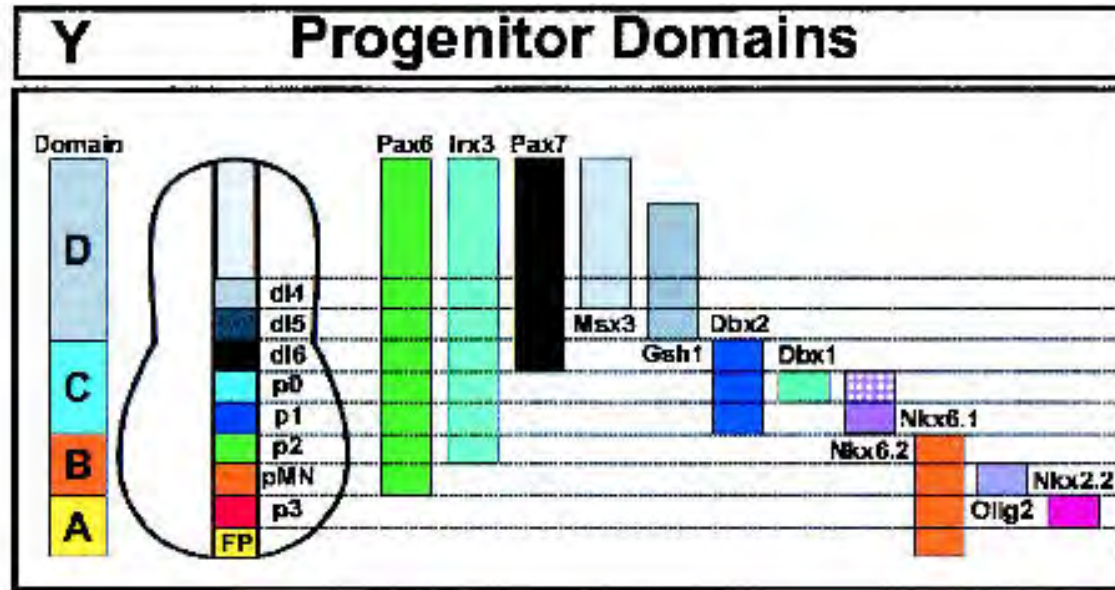 Y Progenitor Domains
Domain Pax6 Irx3 Pax7
D
dI4
dI5 Msx3 Dbx2
dI6 Gsh1 Dbx1
C
p0
p1 Nkx6.1
p2 Nkx6.2
B
pMN Nkx2.2
p3 Olig2
A
FP